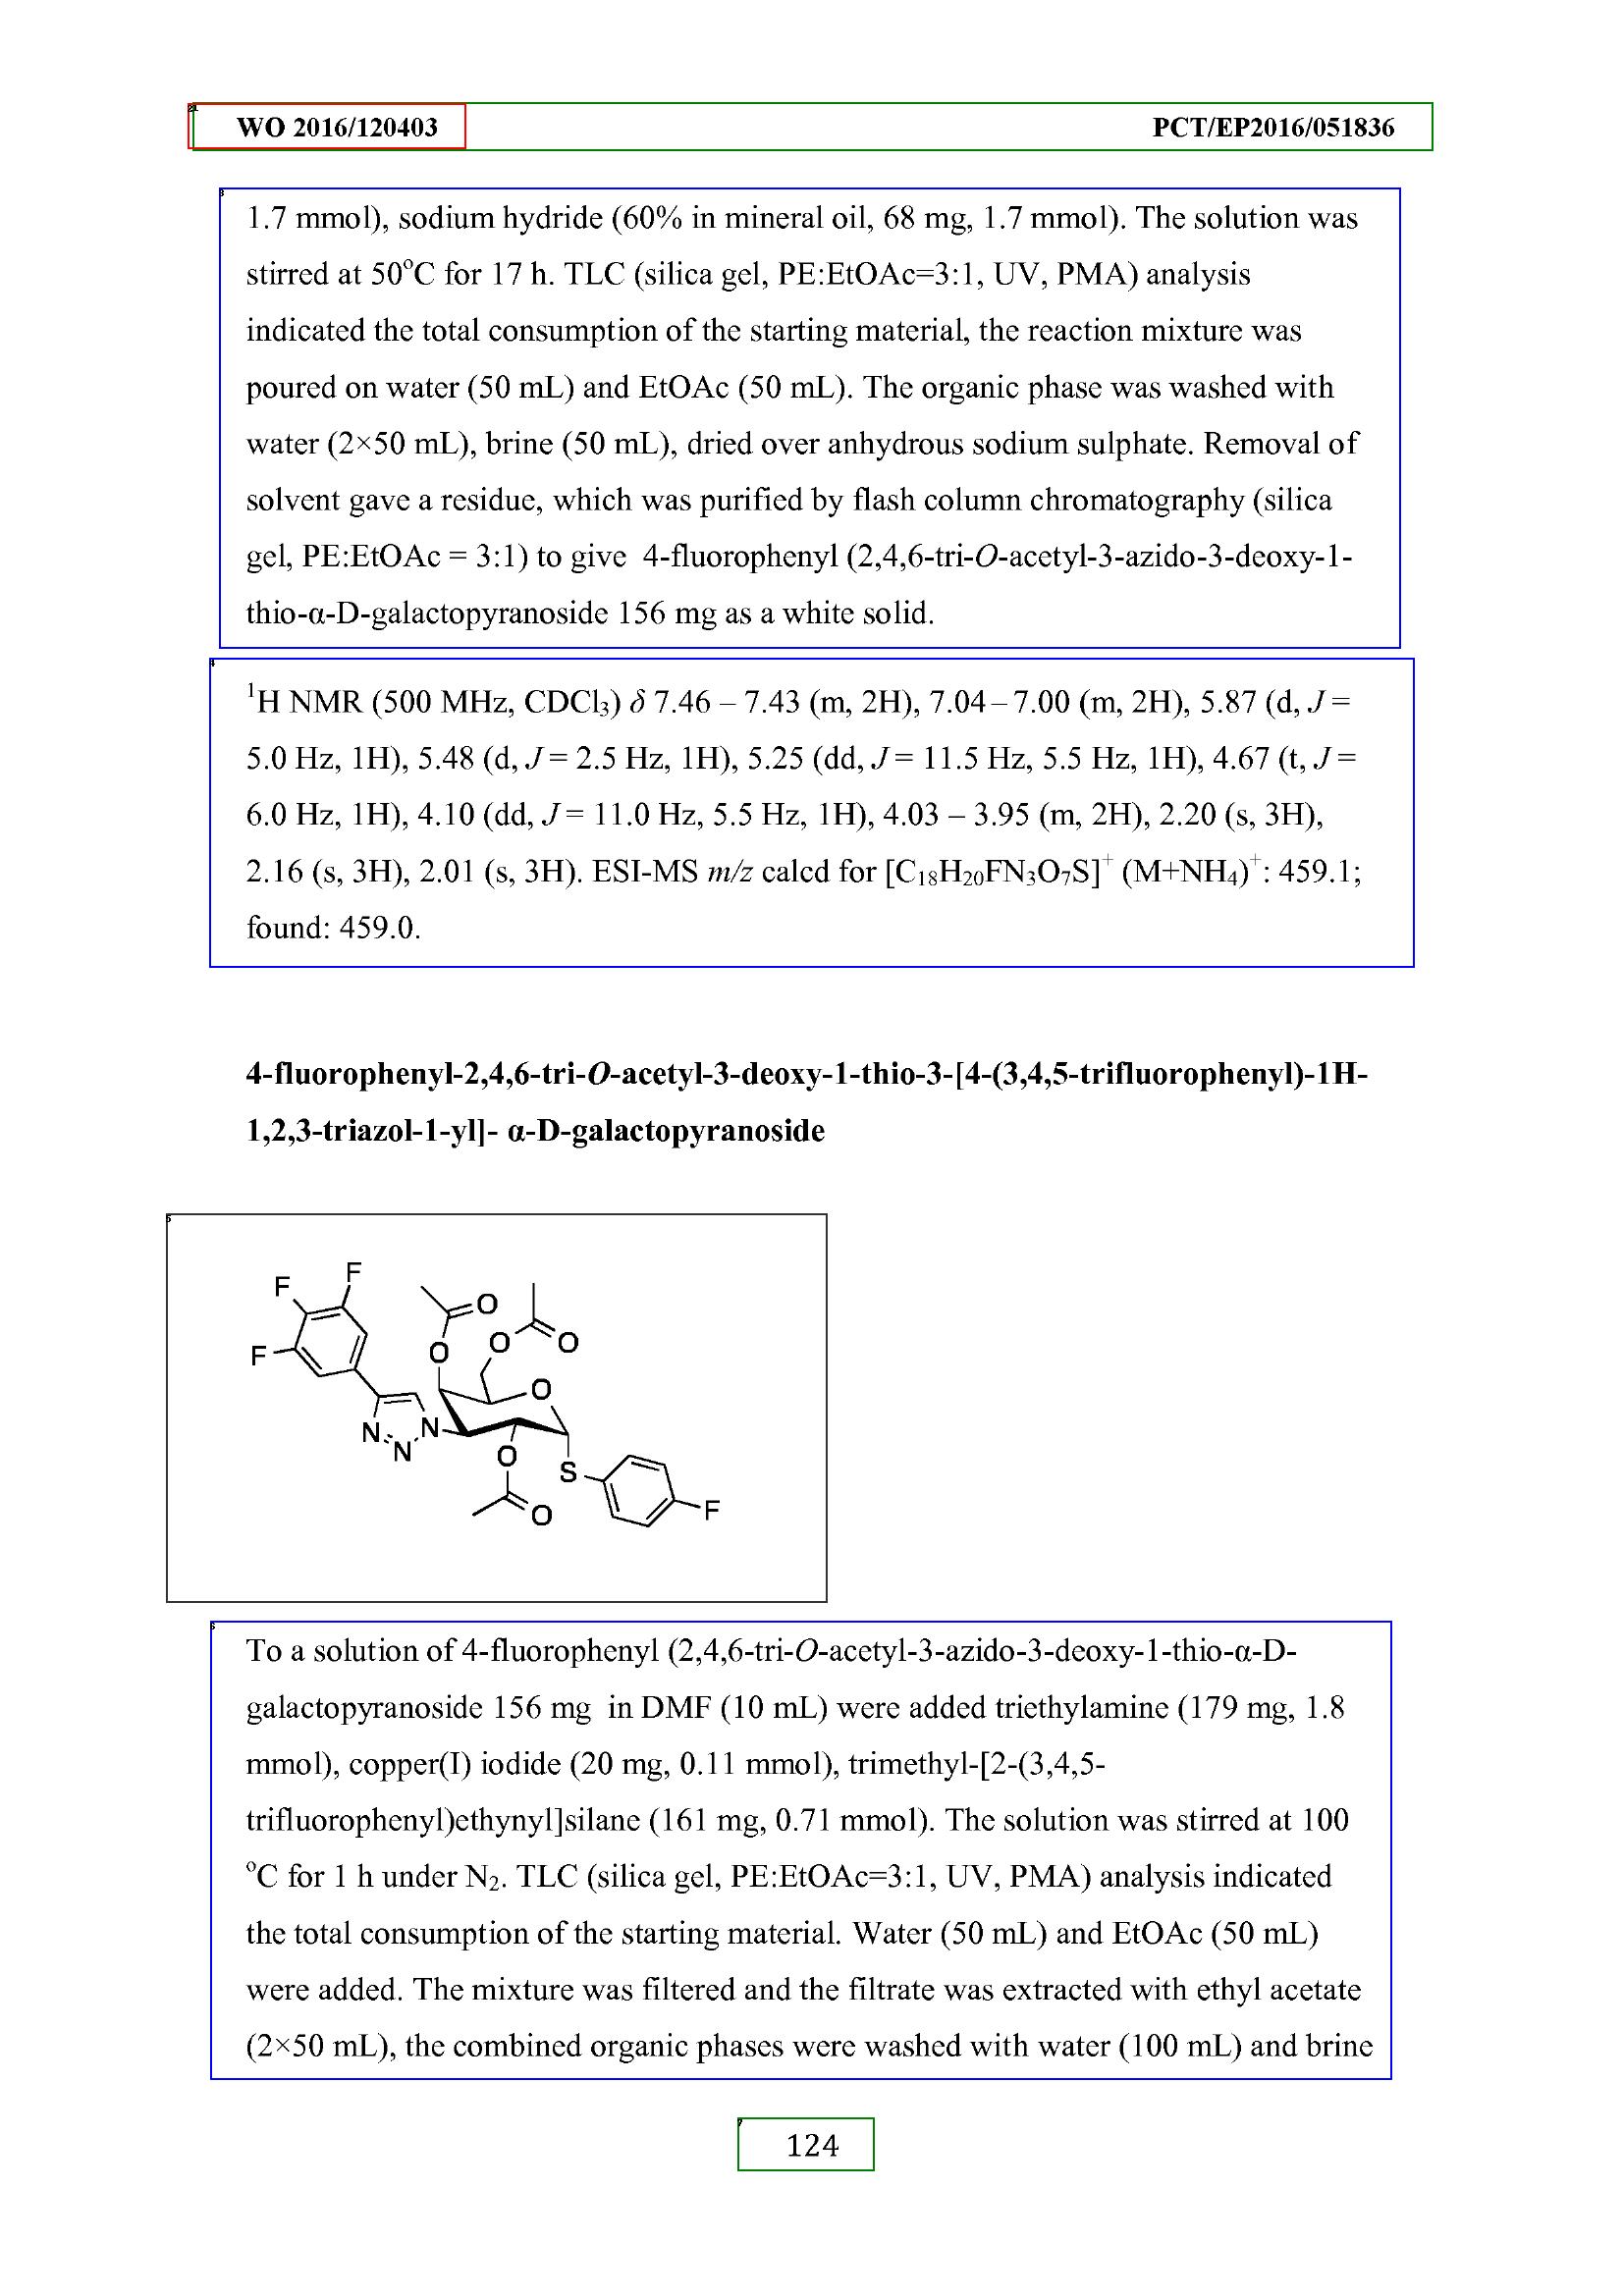 WO 2016/120403 PCT/EP2016/051836
1.7 mmol), sodium hydride (60% in mineral oil, 68 mg, 1.7 mmol). The solution was
stirred at 50°C for 17 h. TLC (silica gel, PE:EtOAc=3:1, UV, PMA) analysis
indicated the total consumption of the starting material, the reaction mixture was
poured on water (50 mL) and EtOAc (50 mL). The organic phase was washed with
water (2×50 mL), brine (50 mL), dried over anhydrous sodium sulphate. Removal of
solvent gave a residue, which was purified by flash column chromatography (silica
gel, PE:EtOAc = 3:1) to give 4-fluorophenyl (2,4,6-tri-O-acetyl-3-azido-3-deoxy-1-
thio-α-D-galactopyranoside 156 mg as a white solid.
¹H NMR (500 MHz, CDCl₃) δ 7.46 – 7.43 (m, 2H), 7.04 – 7.00 (m, 2H), 5.87 (d, J =
5.0 Hz, 1H), 5.48 (d, J = 2.5 Hz, 1H), 5.25 (dd, J = 11.5 Hz, 5.5 Hz, 1H), 4.67 (t, J =
6.0 Hz, 1H), 4.10 (dd, J = 11.0 Hz, 5.5 Hz, 1H), 4.03 – 3.95 (m, 2H), 2.20 (s, 3H),
2.16 (s, 3H), 2.01 (s, 3H). ESI-MS m/z calcd for [C₁₈H₂₀FN₃O₇S]⁺ (M+NH₄)⁺: 459.1;
found: 459.0.
4-fluorophenyl-2,4,6-tri-O-acetyl-3-deoxy-1-thio-3-[4-(3,4,5-trifluorophenyl)-1H-
1,2,3-triazol-1-yl]- α-D-galactopyranoside
F F
O
F O O O
O
N N N
O S
O F
To a solution of 4-fluorophenyl (2,4,6-tri-O-acetyl-3-azido-3-deoxy-1-thio-α-D-
galactopyranoside 156 mg in DMF (10 mL) were added triethylamine (179 mg, 1.8
mmol), copper(I) iodide (20 mg, 0.11 mmol), trimethyl-[2-(3,4,5-
trifluorophenyl)ethynyl]silane (161 mg, 0.71 mmol). The solution was stirred at 100
°C for 1 h under N₂. TLC (silica gel, PE:EtOAc=3:1, UV, PMA) analysis indicated
the total consumption of the starting material. Water (50 mL) and EtOAc (50 mL)
were added. The mixture was filtered and the filtrate was extracted with ethyl acetate
(2×50 mL), the combined organic phases were washed with water (100 mL) and brine
124